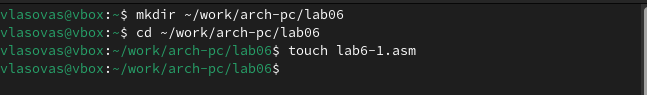 vlasovas@vbox:~$ mkdir ~/work/arch-pc/lab06
vlasovas@vbox:~$ cd ~/work/arch-pc/lab06
vlasovas@vbox:~/work/arch-pc/lab06$ touch lab6-1.asm
vlasovas@vbox:~/work/arch-pc/lab06$